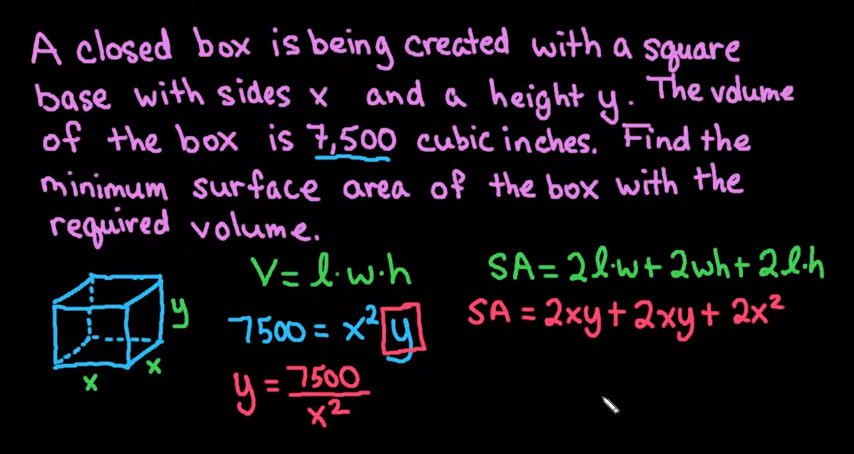 A closed box is being created with a square
base with sides x and a height y. The volume
of the box is 7,500 cubic inches. Find the
minimum surface area of the box with the
required volume.
V = l·w·h
SA = 2l·w + 2wh + 2l·h
7500 = x² y
SA = 2xy + 2xy + 2x²
y
x
x
y = 7500/x²